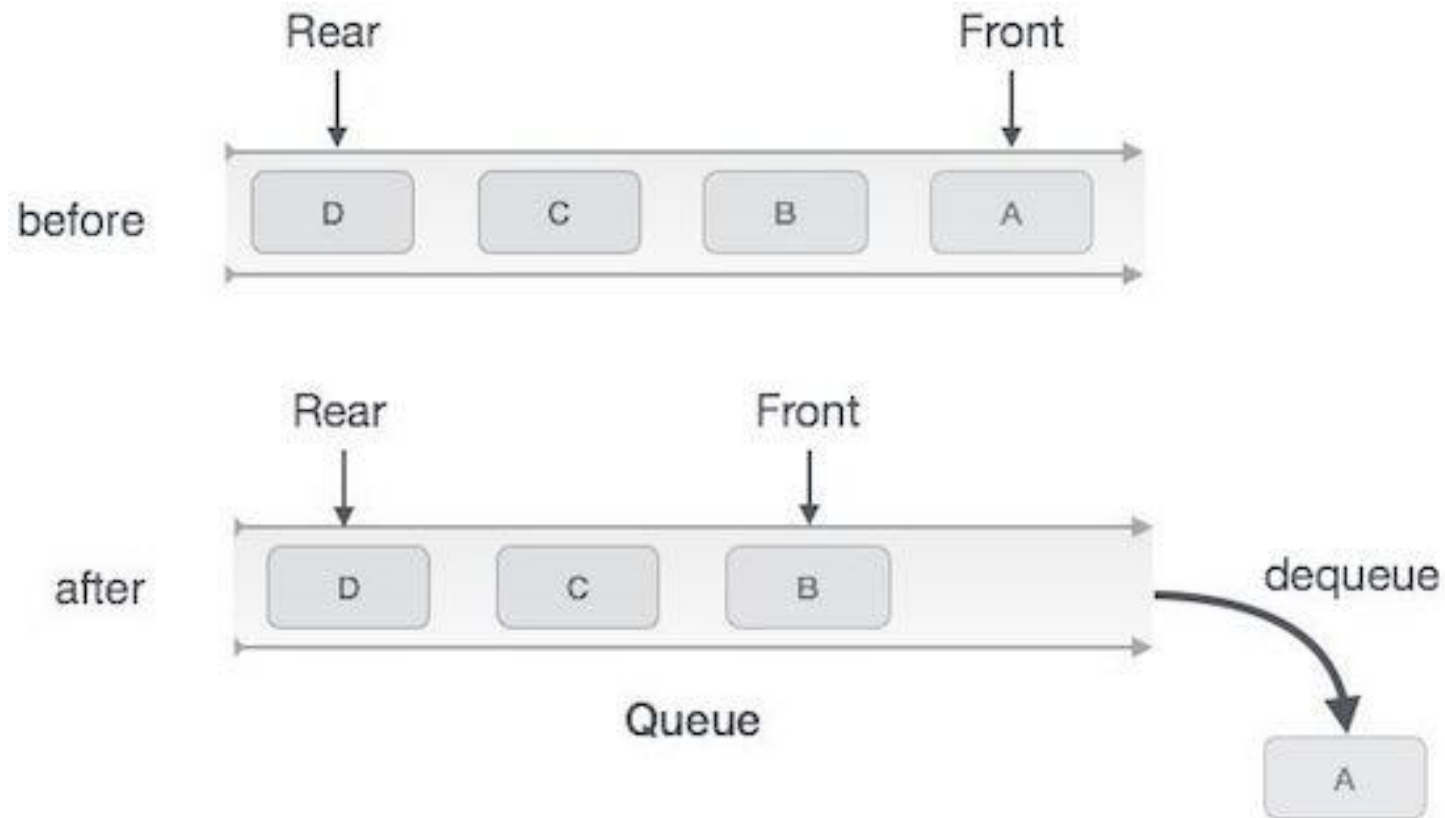 Rear Front
before D C B A
Rear Front
after D C B
dequeue
Queue
A